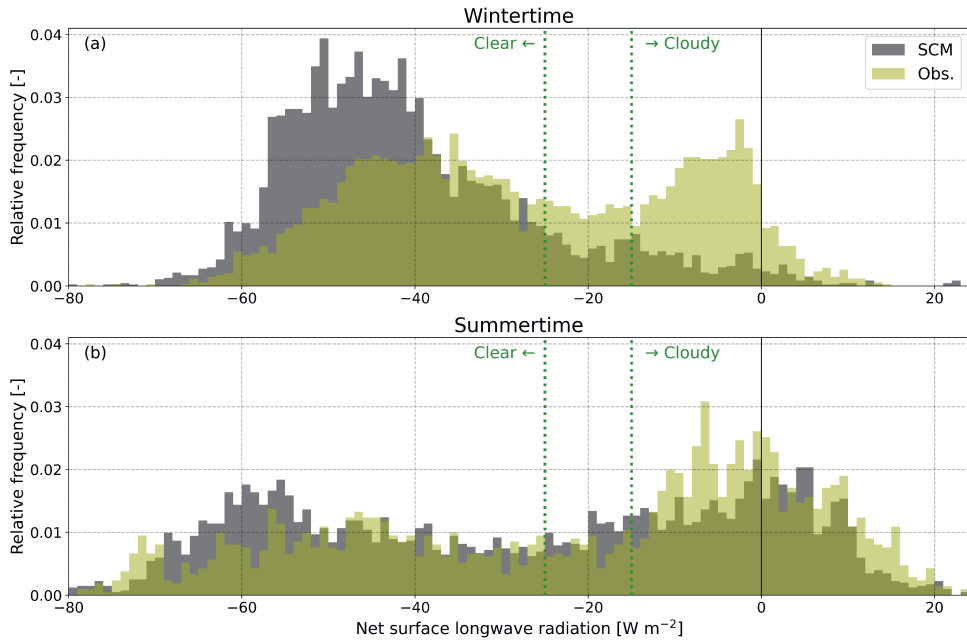 Wintertime
(a)
Clear ←
→ Cloudy
SCM
Obs.
Relative frequency [-]
0.04
0.03
0.02
0.01
0.00
−80
−60
−40
−20
0
20
Summertime
(b)
Clear ←
→ Cloudy
Relative frequency [-]
0.04
0.03
0.02
0.01
0.00
−80
−60
−40
−20
0
20
Net surface longwave radiation [W m⁻²]